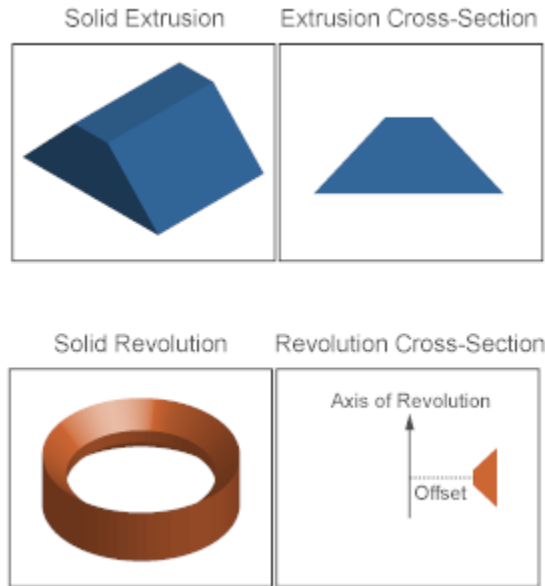 Solid Extrusion
Extrusion Cross-Section
Solid Revolution
Revolution Cross-Section
Axis of Revolution
Offset